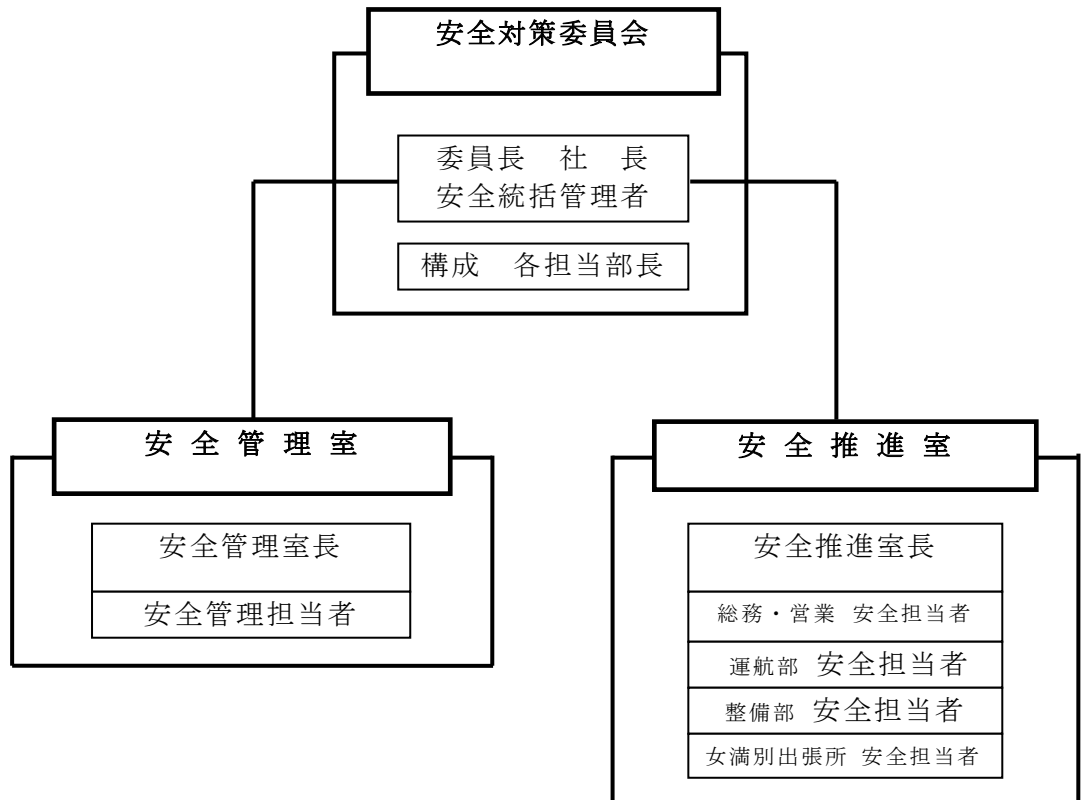 安全対策委員会
委員長 社 長
安全統括管理者
構成 各担当部長
安 全 管 理 室
安全管理室長
安全管理担当者
安 全 推 進 室
安全推進室長
総務・営業 安全担当者
運航部 安全担当者
整備部 安全担当者
女満別出張所 安全担当者